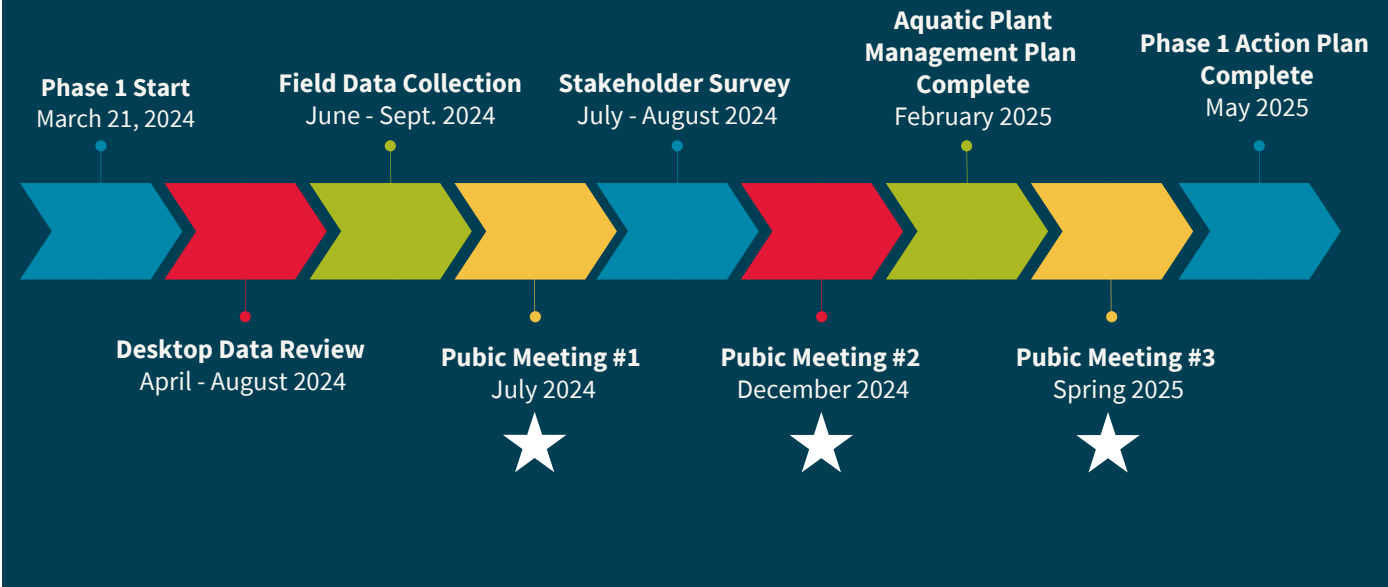 Phase 1 Start
March 21, 2024
Desktop Data Review
April - August 2024
Field Data Collection
June - Sept. 2024
Pubic Meeting #1
July 2024
Stakeholder Survey
July - August 2024
Pubic Meeting #2
December 2024
Aquatic Plant
Management Plan
Complete
February 2025
Pubic Meeting #3
Spring 2025
Phase 1 Action Plan
Complete
May 2025